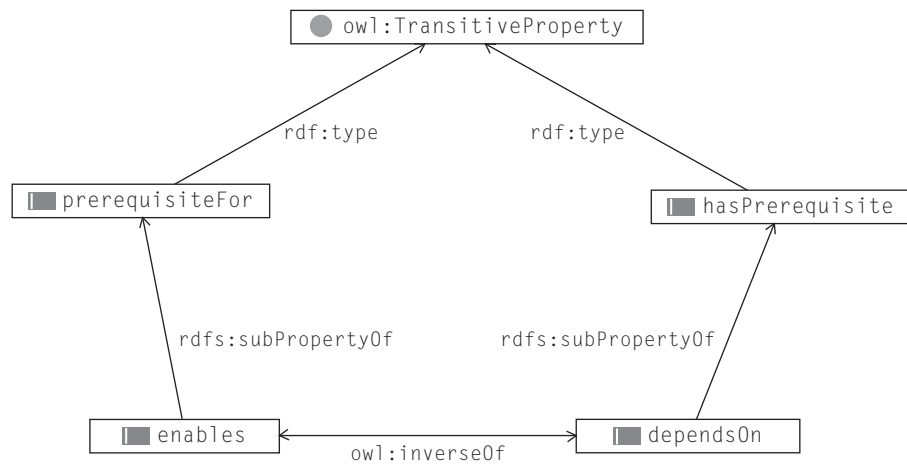 owl:TransitiveProperty
rdf:type
rdf:type
prerequisiteFor
hasPrerequisite
rdfs:subPropertyOf
rdfs:subPropertyOf
enables
dependsOn
owl:inverseOf